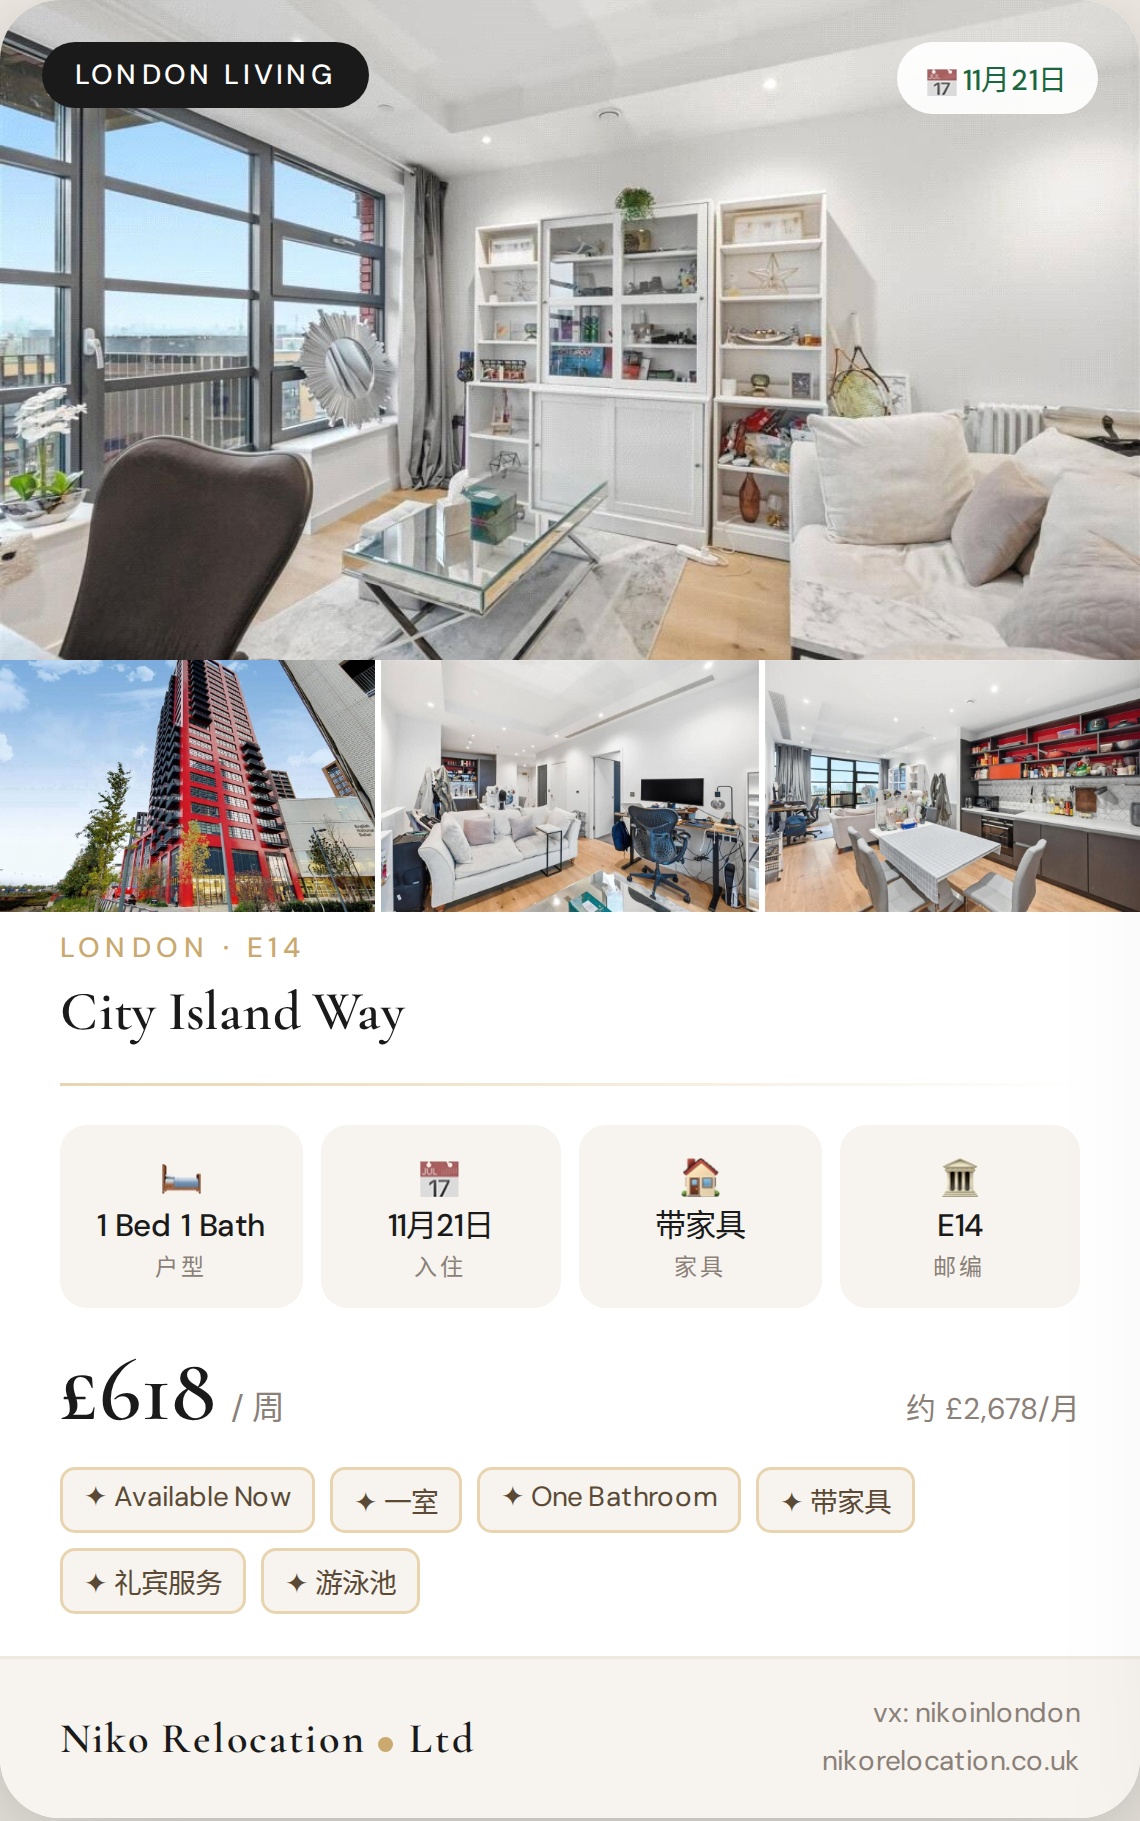 LONDON LIVING
📅 11月21日
LONDON · E14
City Island Way
1 Bed 1 Bath
户型
11月21日
入住
带家具
家具
E14
邮编
£618 / 周
约 £2,678/月
✦ Available Now
✦ 一室
✦ One Bathroom
✦ 带家具
✦ 礼宾服务
✦ 游泳池
Niko Relocation ● Ltd
vx: nikoinlondon
nikorelocation.co.uk